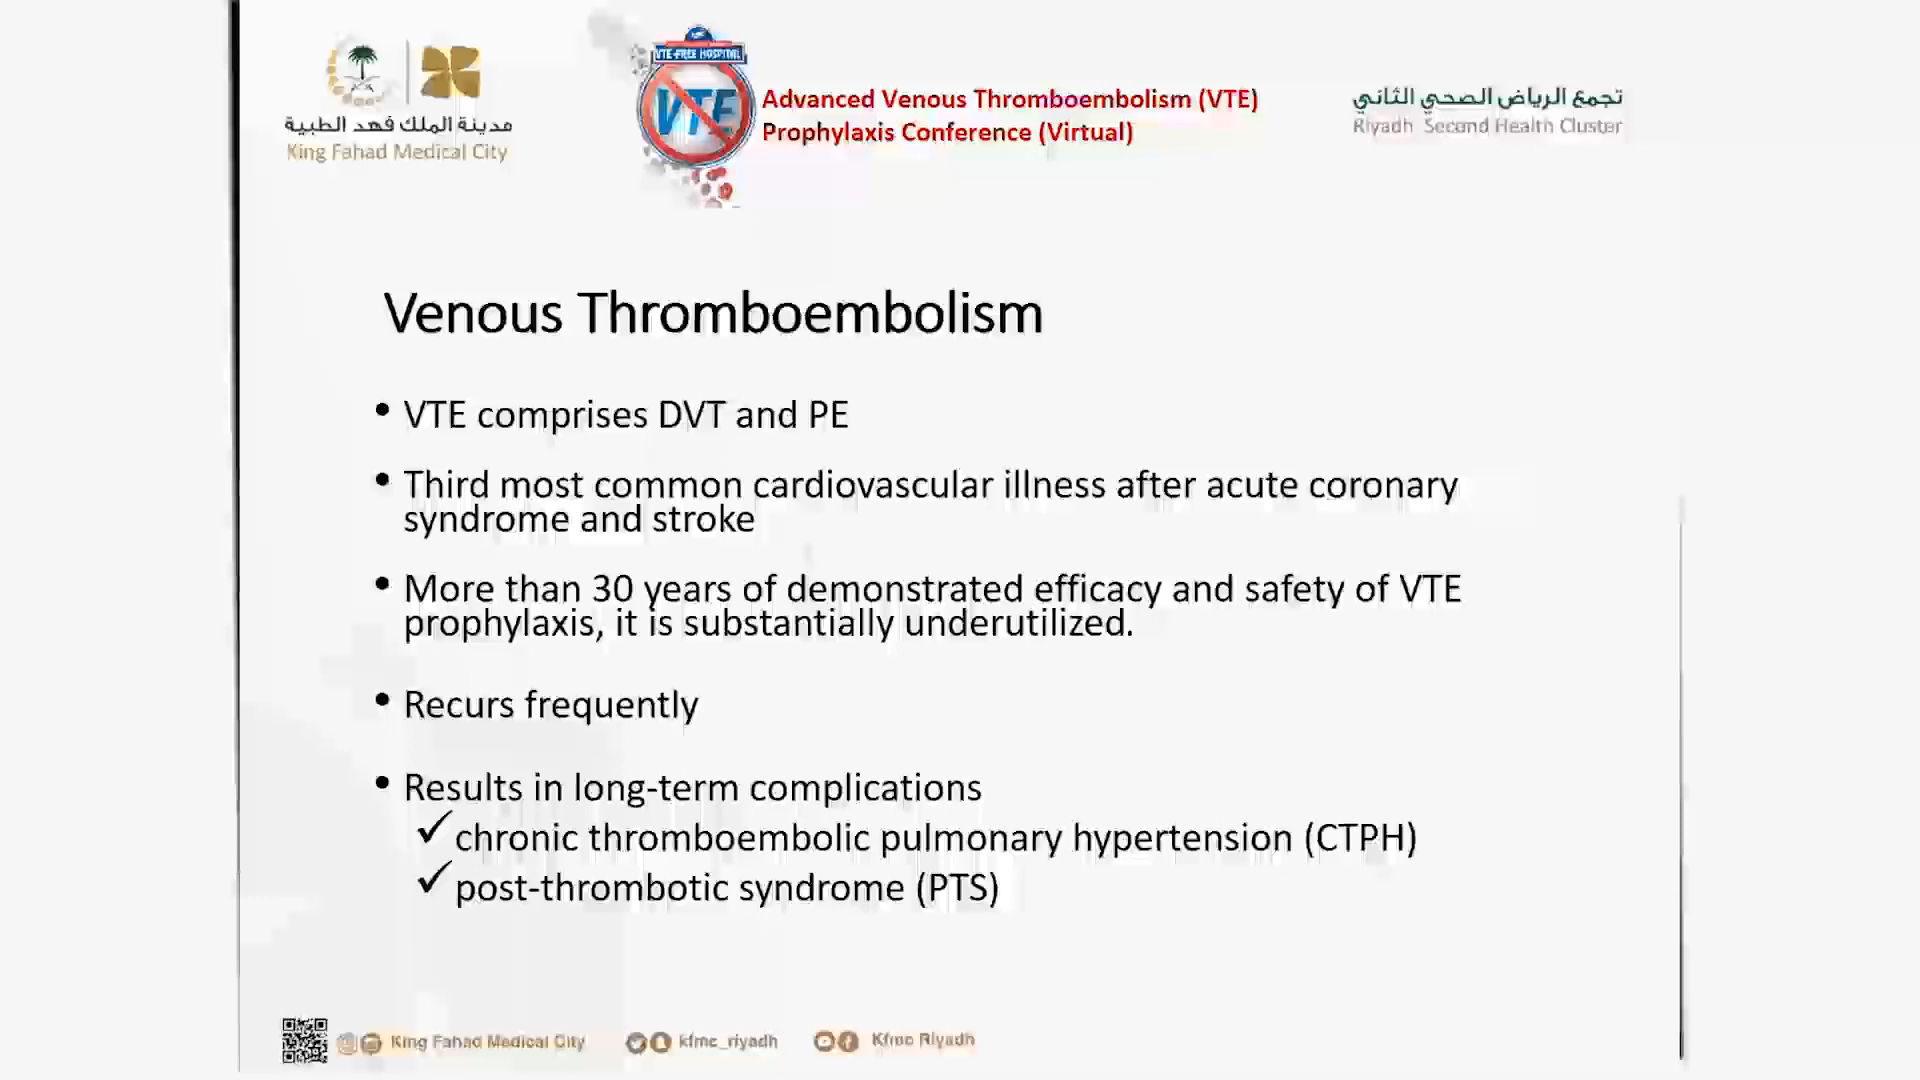 مدينة الملك فهد الطبية
King Fahad Medical City
VTE-FREE HOSPITAL
VTE
Advanced Venous Thromboembolism (VTE)
Prophylaxis Conference (Virtual)
تجمع الرياض الصحي الثاني
Riyadh Second Health Cluster
Venous Thromboembolism
• VTE comprises DVT and PE
• Third most common cardiovascular illness after acute coronary
syndrome and stroke
• More than 30 years of demonstrated efficacy and safety of VTE
prophylaxis, it is substantially underutilized.
• Recurs frequently
• Results in long-term complications
✓ chronic thromboembolic pulmonary hypertension (CTPH)
✓ post-thrombotic syndrome (PTS)
King Fahad Medical City kfmc_riyadh Kfmc Riyadh